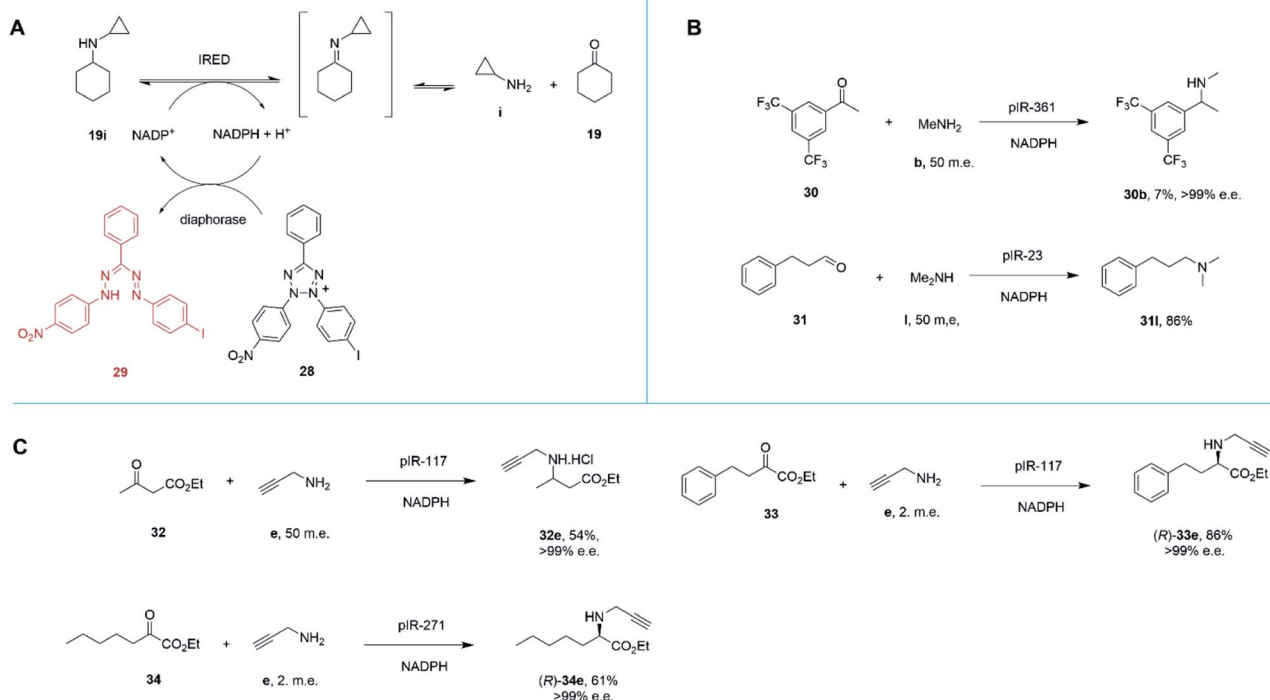 A
HN
IRED
N
NH₂
i
+
O
19
19i
NADP⁺
NADPH + H⁺
diaphorase
N
NH
N
N
O₂N
I
29
N
N
N
N
+
O₂N
I
28
B
O
F₃C
CF₃
30
+
MeNH₂
b, 50 m.e.
pIR-361
NADPH
HN
F₃C
CF₃
30b, 7%, >99% e.e.
O
31
+
Me₂NH
l, 50 m,e,
pIR-23
NADPH
N
31l, 86%
C
O
CO₂Et
32
+
NH₂
e, 50 m.e.
pIR-117
NADPH
NH.HCl
CO₂Et
32e, 54%,
>99% e.e.
O
CO₂Et
33
+
NH₂
e, 2. m.e.
pIR-117
NADPH
HN
CO₂Et
(R)-33e, 86%
>99% e.e.
O
CO₂Et
34
+
NH₂
e, 2. m.e.
pIR-271
NADPH
HN
CO₂Et
(R)-34e, 61%
>99% e.e.